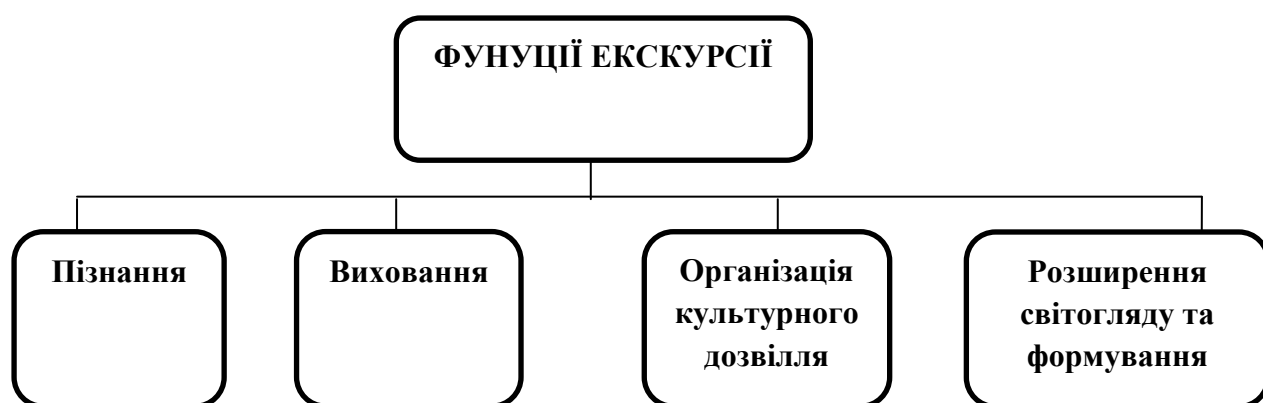 ФУНУЦІЇ ЕКСКУРСІЇ
Пізнання
Виховання
Організація
культурного
дозвілля
Розширення
світогляду та
формування